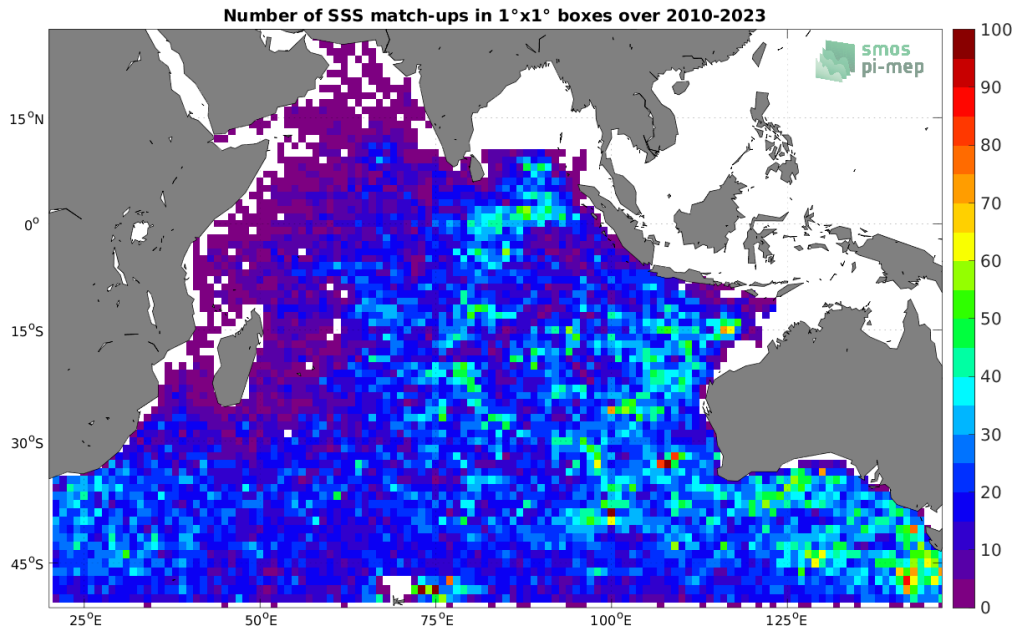 Number of SSS match-ups in 1°x1° boxes over 2010-2023
smos
pi-mep
15°N
0°
15°S
30°S
45°S
25°E
50°E
75°E
100°E
125°E
100
90
80
70
60
50
40
30
20
10
0